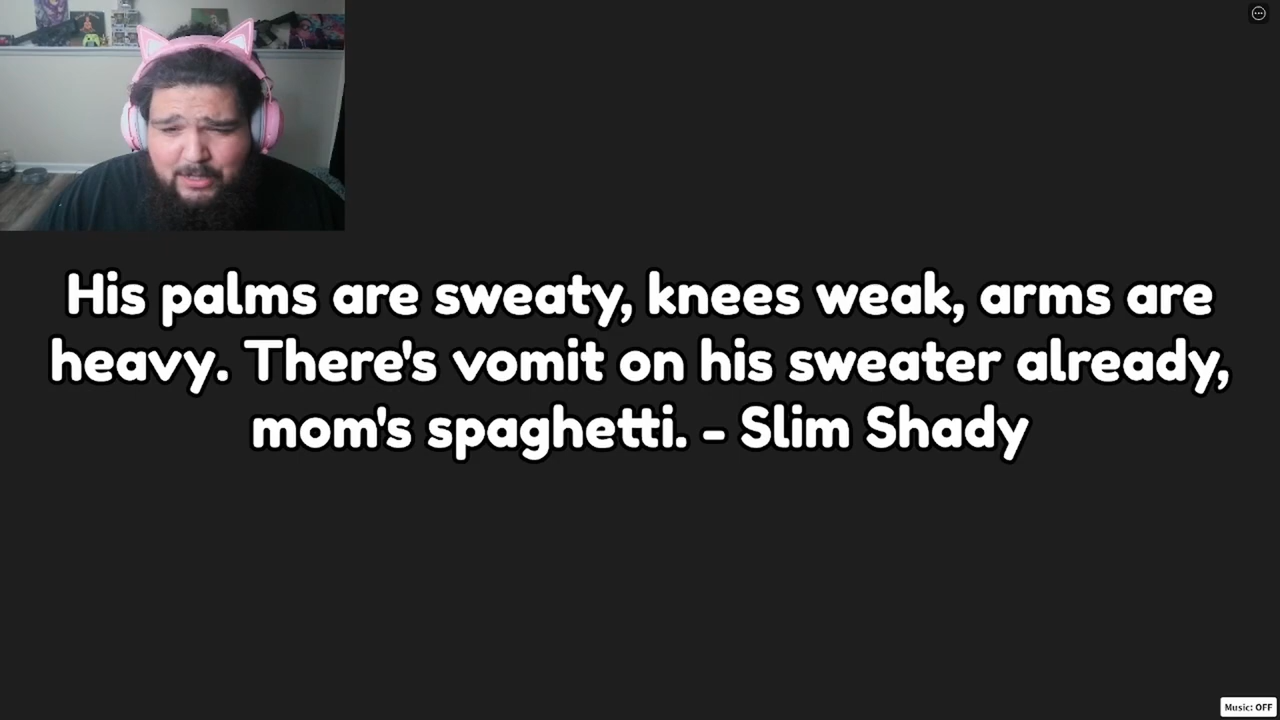 His palms are sweaty, knees weak, arms are
heavy. There's vomit on his sweater already,
mom's spaghetti. - Slim Shady
Music: OFF